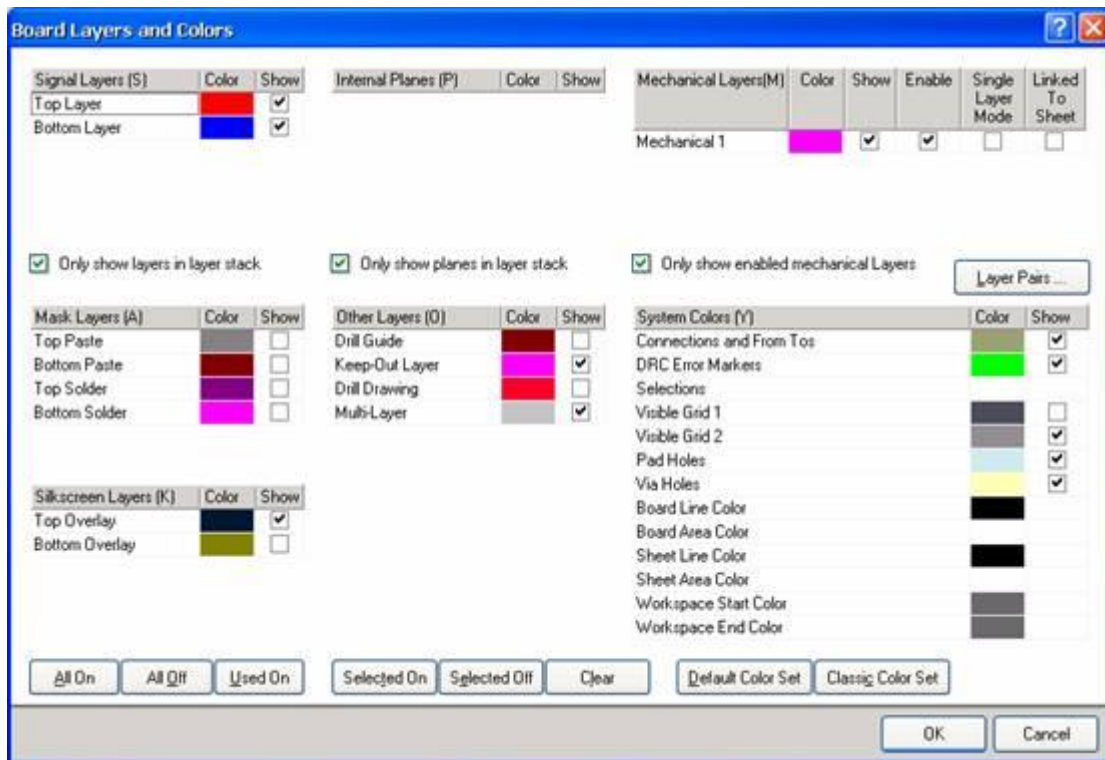 Board Layers and Colors
Signal Layers (S) Color Show
Top Layer
Bottom Layer
Internal Planes (P) Color Show
Mechanical Layers(M) Color Show Enable Single Layer Mode Linked To Sheet
Mechanical 1
Only show layers in layer stack
Only show planes in layer stack
Only show enabled mechanical Layers
Layer Pairs ...
Mask Layers (A) Color Show
Top Paste
Bottom Paste
Top Solder
Bottom Solder
Other Layers (O) Color Show
Drill Guide
Keep-Out Layer
Drill Drawing
Multi-Layer
System Colors (Y) Color Show
Connections and From Tos
DRC Error Markers
Selections
Visible Grid 1
Visible Grid 2
Pad Holes
Via Holes
Board Line Color
Board Area Color
Sheet Line Color
Sheet Area Color
Workspace Start Color
Workspace End Color
Silkscreen Layers (K) Color Show
Top Overlay
Bottom Overlay
All On All Off Used On Selected On Selected Off Clear Default Color Set Classic Color Set
OK Cancel